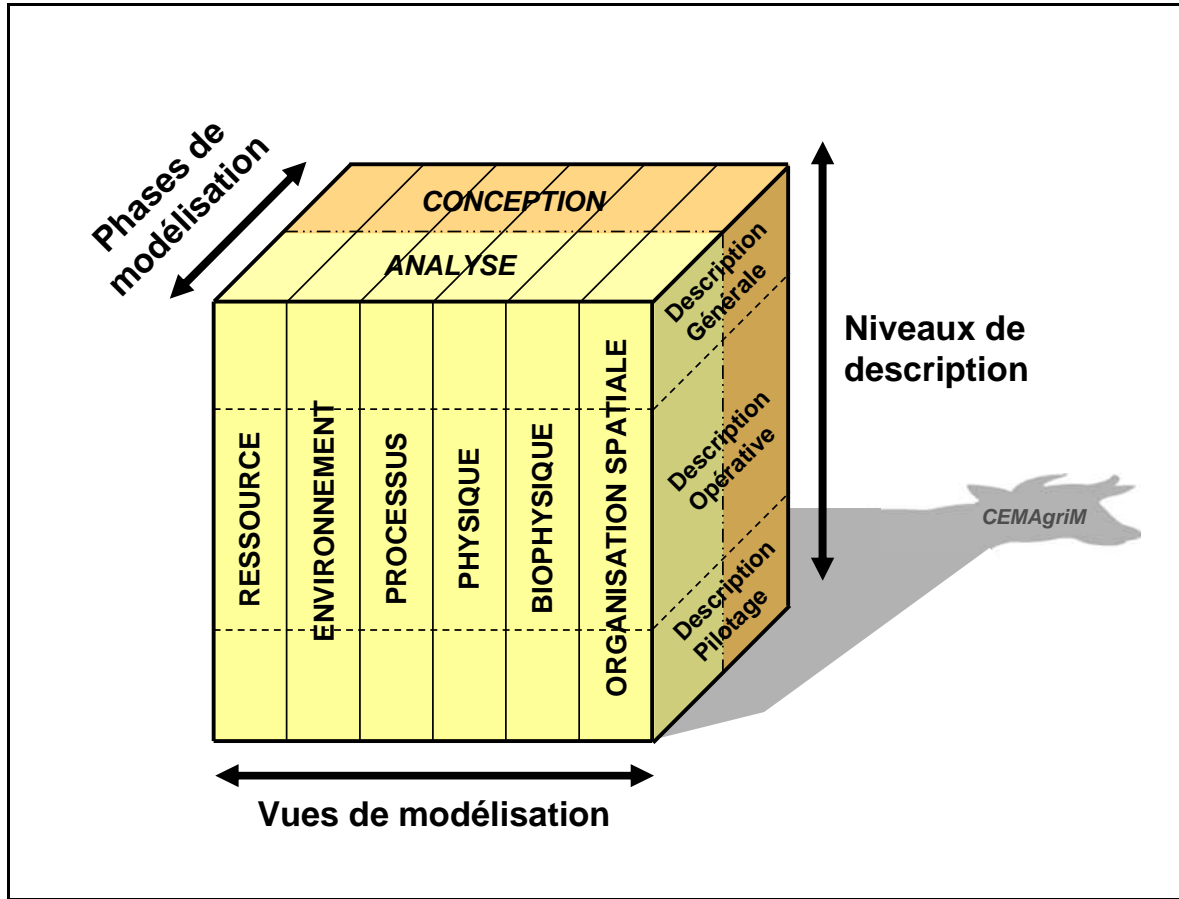 Phases de
modélisation
CONCEPTION
ANALYSE
Description
Générale
Niveaux de
description
RESSOURCE
ENVIRONNEMENT
PROCESSUS
PHYSIQUE
BIOPHYSIQUE
ORGANISATION SPATIALE
Description
Opérative
CEMAgriM
Description
Pilotage
Vues de modélisation